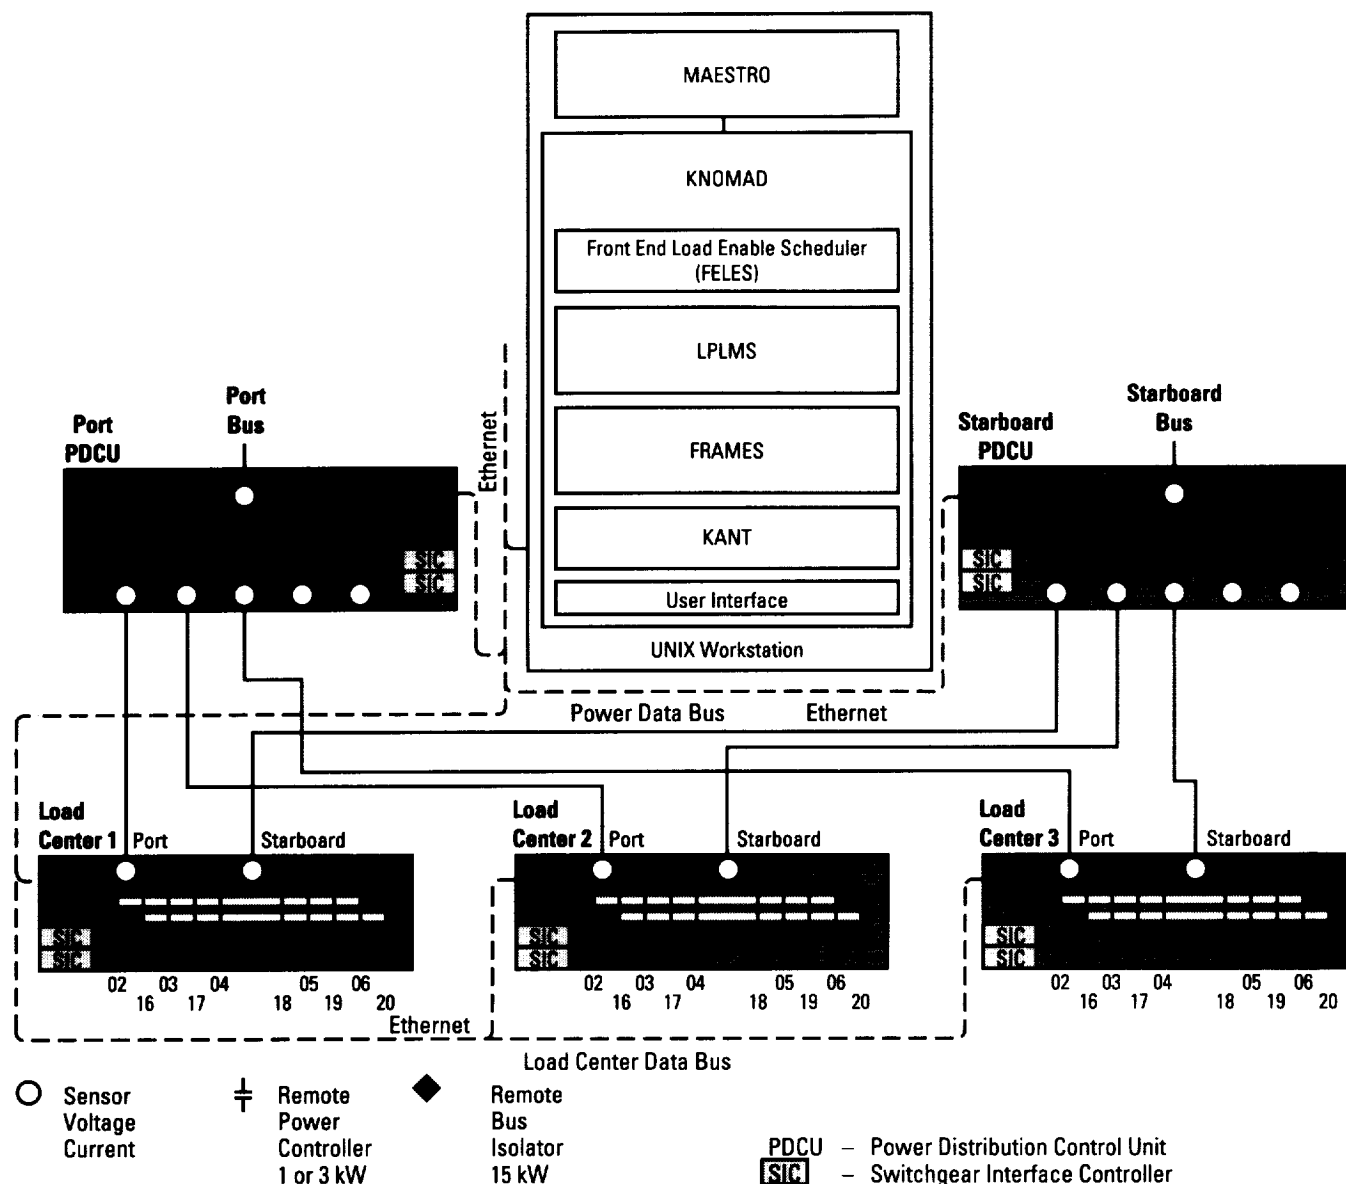 MAESTRO
KNOMAD
Front End Load Enable Scheduler
(FELES)
LPLMS
FRAMES
KANT
User Interface
UNIX Workstation
Ethernet
Port
Bus
Port
PDCU
SIC
SIC
Starboard
Bus
Starboard
PDCU
SIC
SIC
Power Data Bus Ethernet
Load
Center 1 Port Starboard
SIC
SIC
02 03 04 05 06
16 17 18 19 20
Load
Center 2 Port Starboard
SIC
SIC
02 03 04 05 06
16 17 18 19 20
Load
Center 3 Port Starboard
SIC
SIC
02 03 04 05 06
16 17 18 19 20
Ethernet
Load Center Data Bus
Sensor
Voltage
Current
Remote
Power
Controller
1 or 3 kW
Remote
Bus
Isolator
15 kW
PDCU – Power Distribution Control Unit
SIC – Switchgear Interface Controller